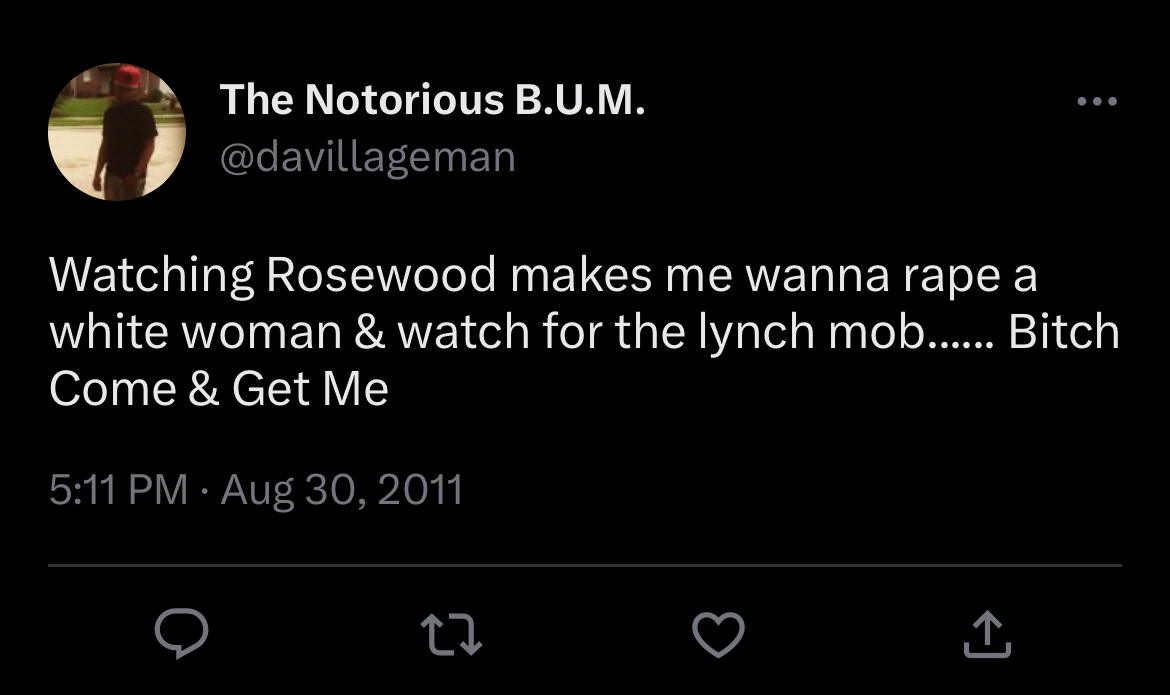 The Notorious B.U.M.
@davillageman
Watching Rosewood makes me wanna rape a
white woman & watch for the lynch mob...... Bitch
Come & Get Me
5:11 PM · Aug 30, 2011